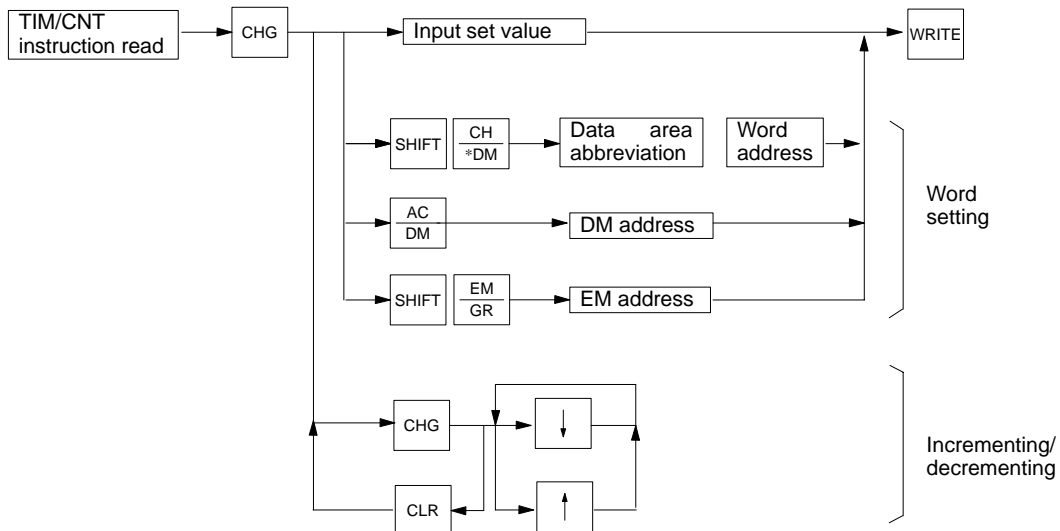 TIM/CNT
instruction read
CHG
Input set value
WRITE
SHIFT
CH
*DM
Data area
abbreviation
Word
address
AC
DM
DM address
SHIFT
EM
GR
EM address
Word
setting
CHG
↓
CLR
↑
Incrementing/
decrementing